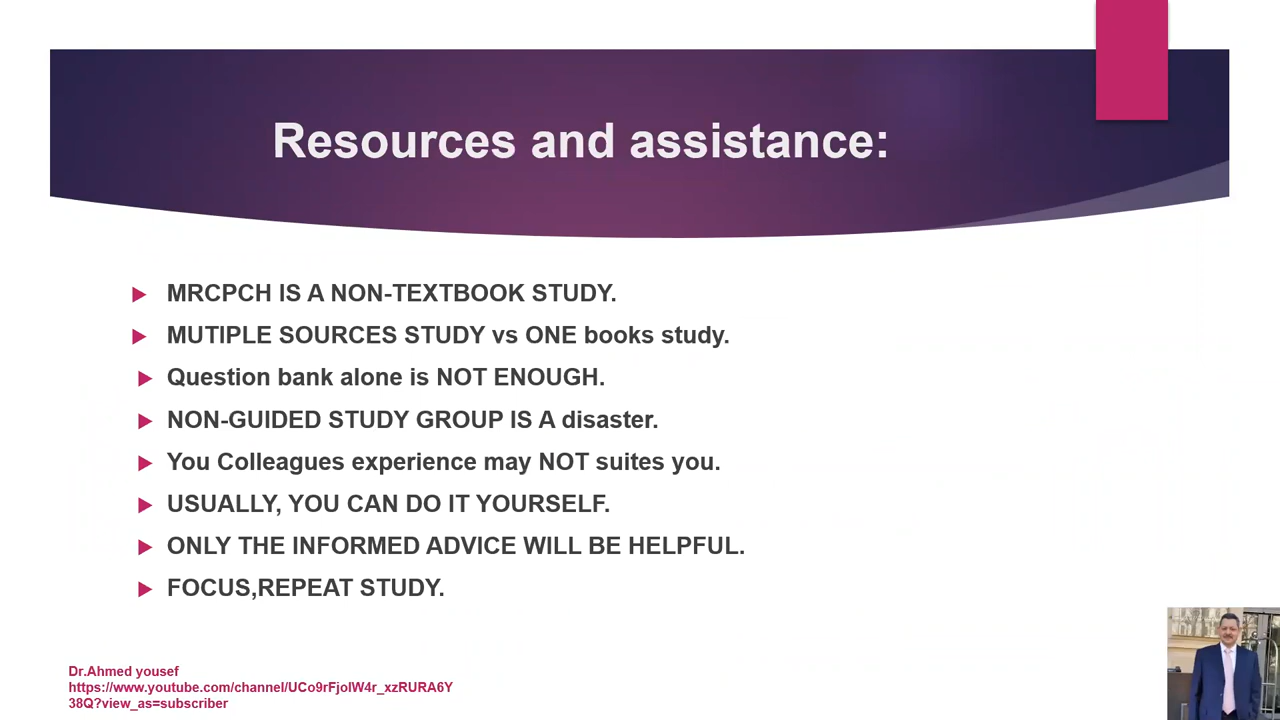 Resources and assistance:
MRCPCH IS A NON-TEXTBOOK STUDY.
MUTIPLE SOURCES STUDY vs ONE books study.
Question bank alone is NOT ENOUGH.
NON-GUIDED STUDY GROUP IS A disaster.
You Colleagues experience may NOT suites you.
USUALLY, YOU CAN DO IT YOURSELF.
ONLY THE INFORMED ADVICE WILL BE HELPFUL.
FOCUS,REPEAT STUDY.
Dr.Ahmed yousef
https://www.youtube.com/channel/UCo9rFjoIW4r_xzRURA6Y
38Q?view_as=subscriber